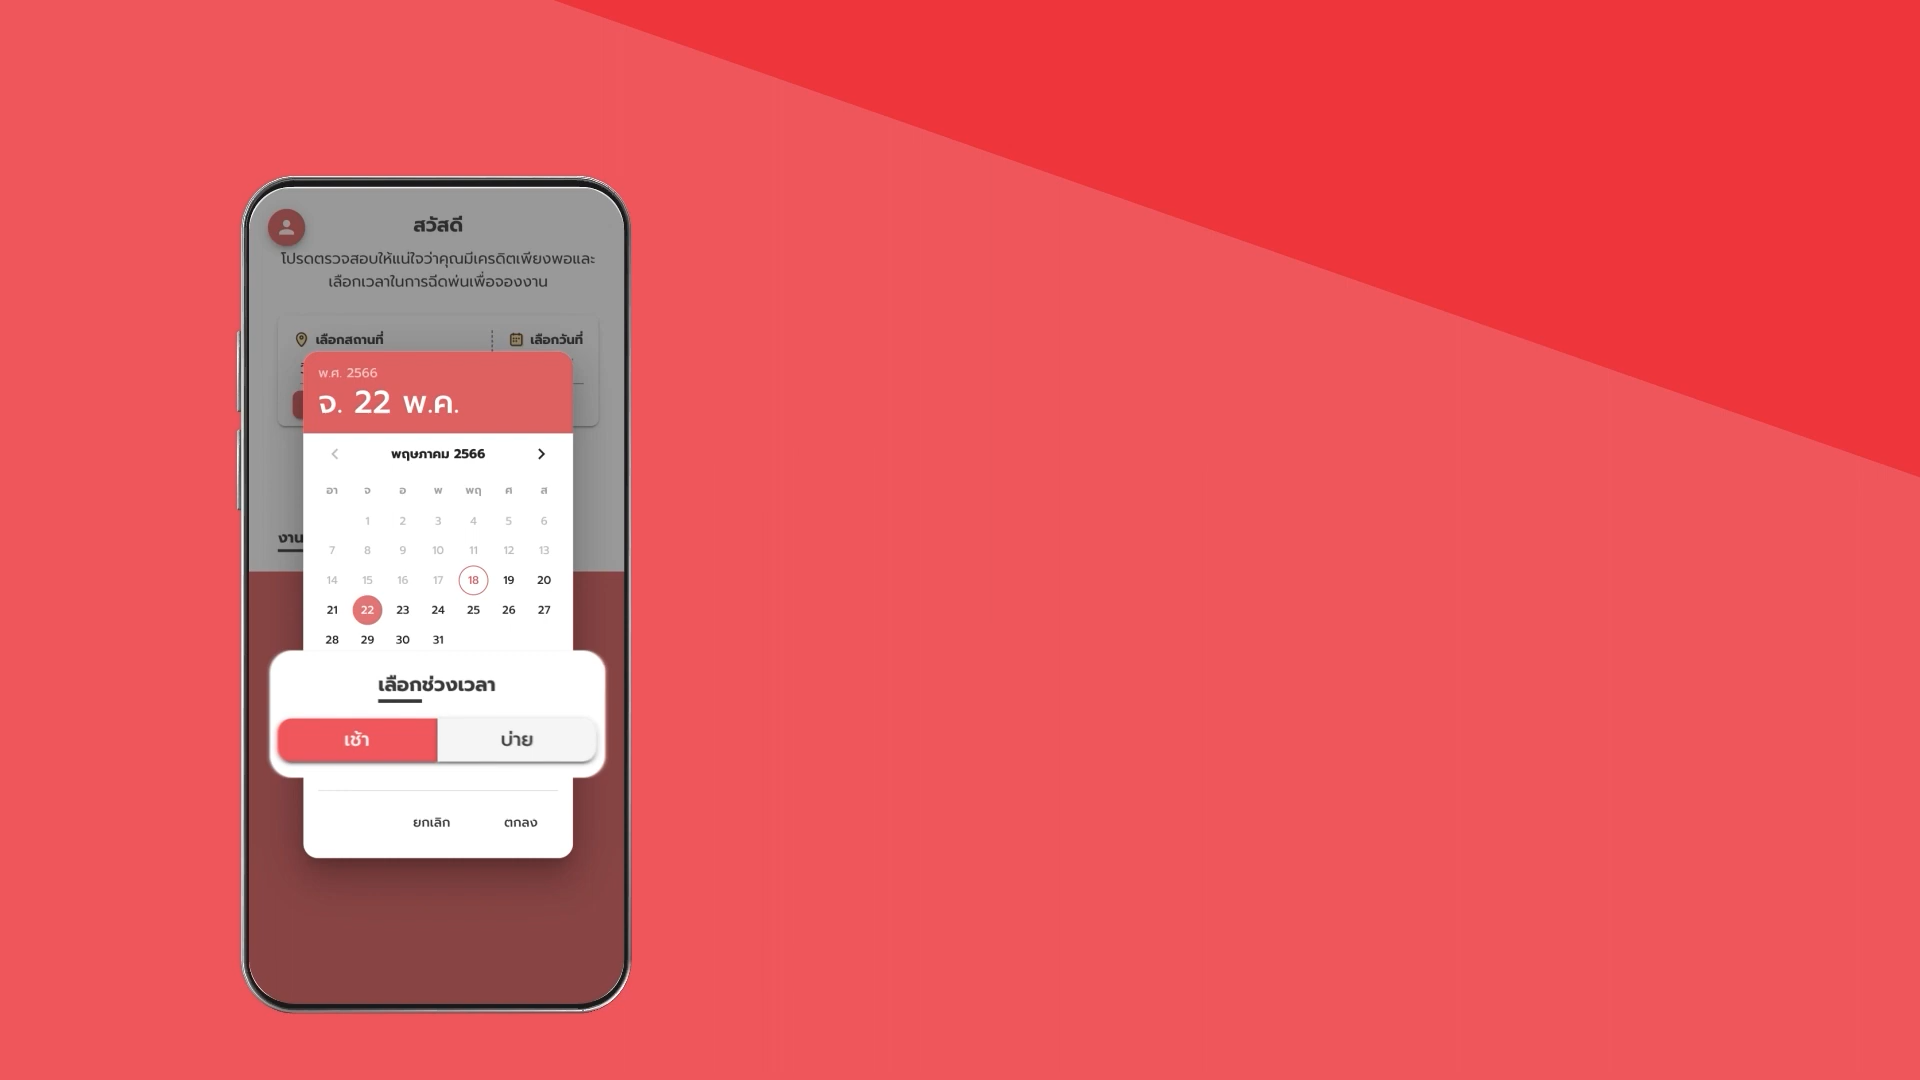 สวัสดี
โปรดตรวจสอบให้แน่ใจว่าคุณมีเครดิตเพียงพอและ
เลือกเวลาในการฉีดพ่นเพื่อจองงาน
เลือกสถานที่ เลือกวันที่
พ.ศ. 2566
จ. 22 พ.ค.
พฤษภาคม 2566
อา จ อ พ พฤ ศ ส
1 2 3 4 5 6
7 8 9 10 11 12 13
14 15 16 17 18 19 20
21 22 23 24 25 26 27
28 29 30 31
งาน
เลือกช่วงเวลา
เช้า บ่าย
ยกเลิก ตกลง